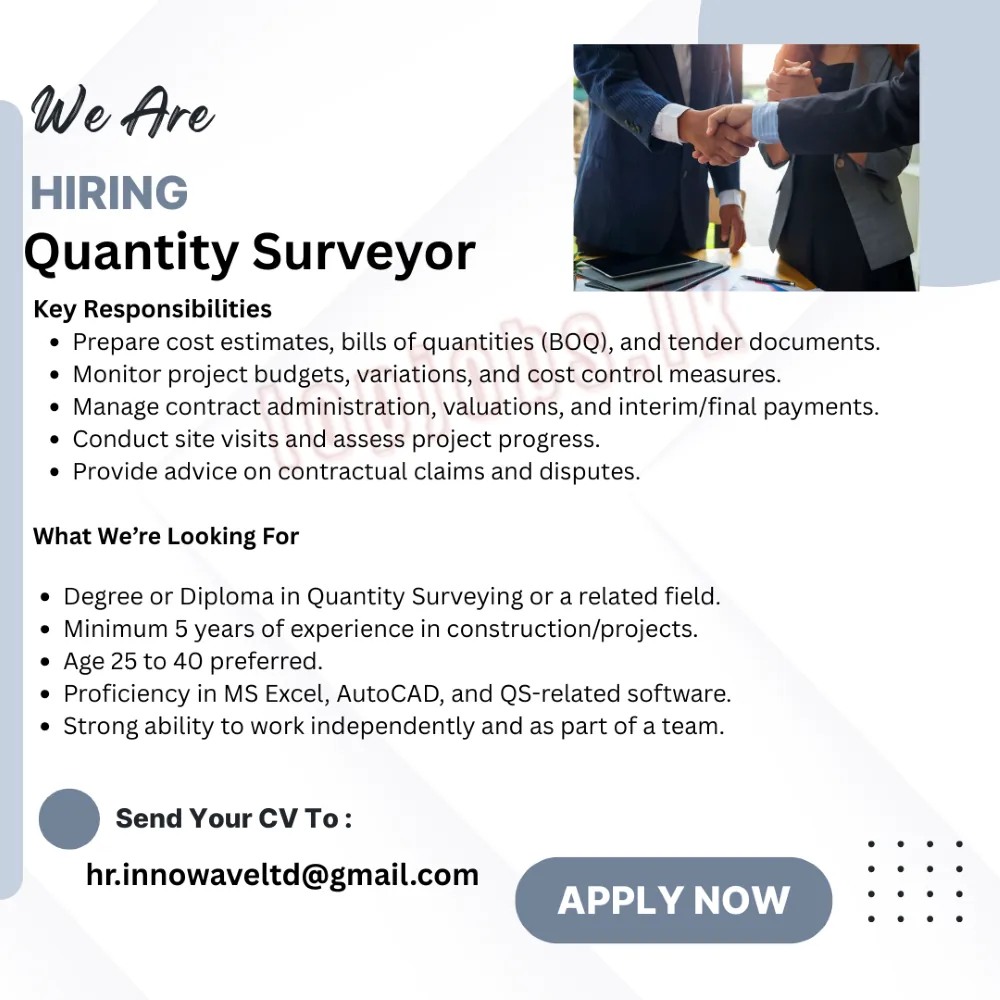 We Are
HIRING
Quantity Surveyor
Key Responsibilities
• Prepare cost estimates, bills of quantities (BOQ), and tender documents.
• Monitor project budgets, variations, and cost control measures.
• Manage contract administration, valuations, and interim/final payments.
• Conduct site visits and assess project progress.
• Provide advice on contractual claims and disputes.
What We’re Looking For
• Degree or Diploma in Quantity Surveying or a related field.
• Minimum 5 years of experience in construction/projects.
• Age 25 to 40 preferred.
• Proficiency in MS Excel, AutoCAD, and QS-related software.
• Strong ability to work independently and as part of a team.
Send Your CV To :
hr.innowaveltd@gmail.com
APPLY NOW